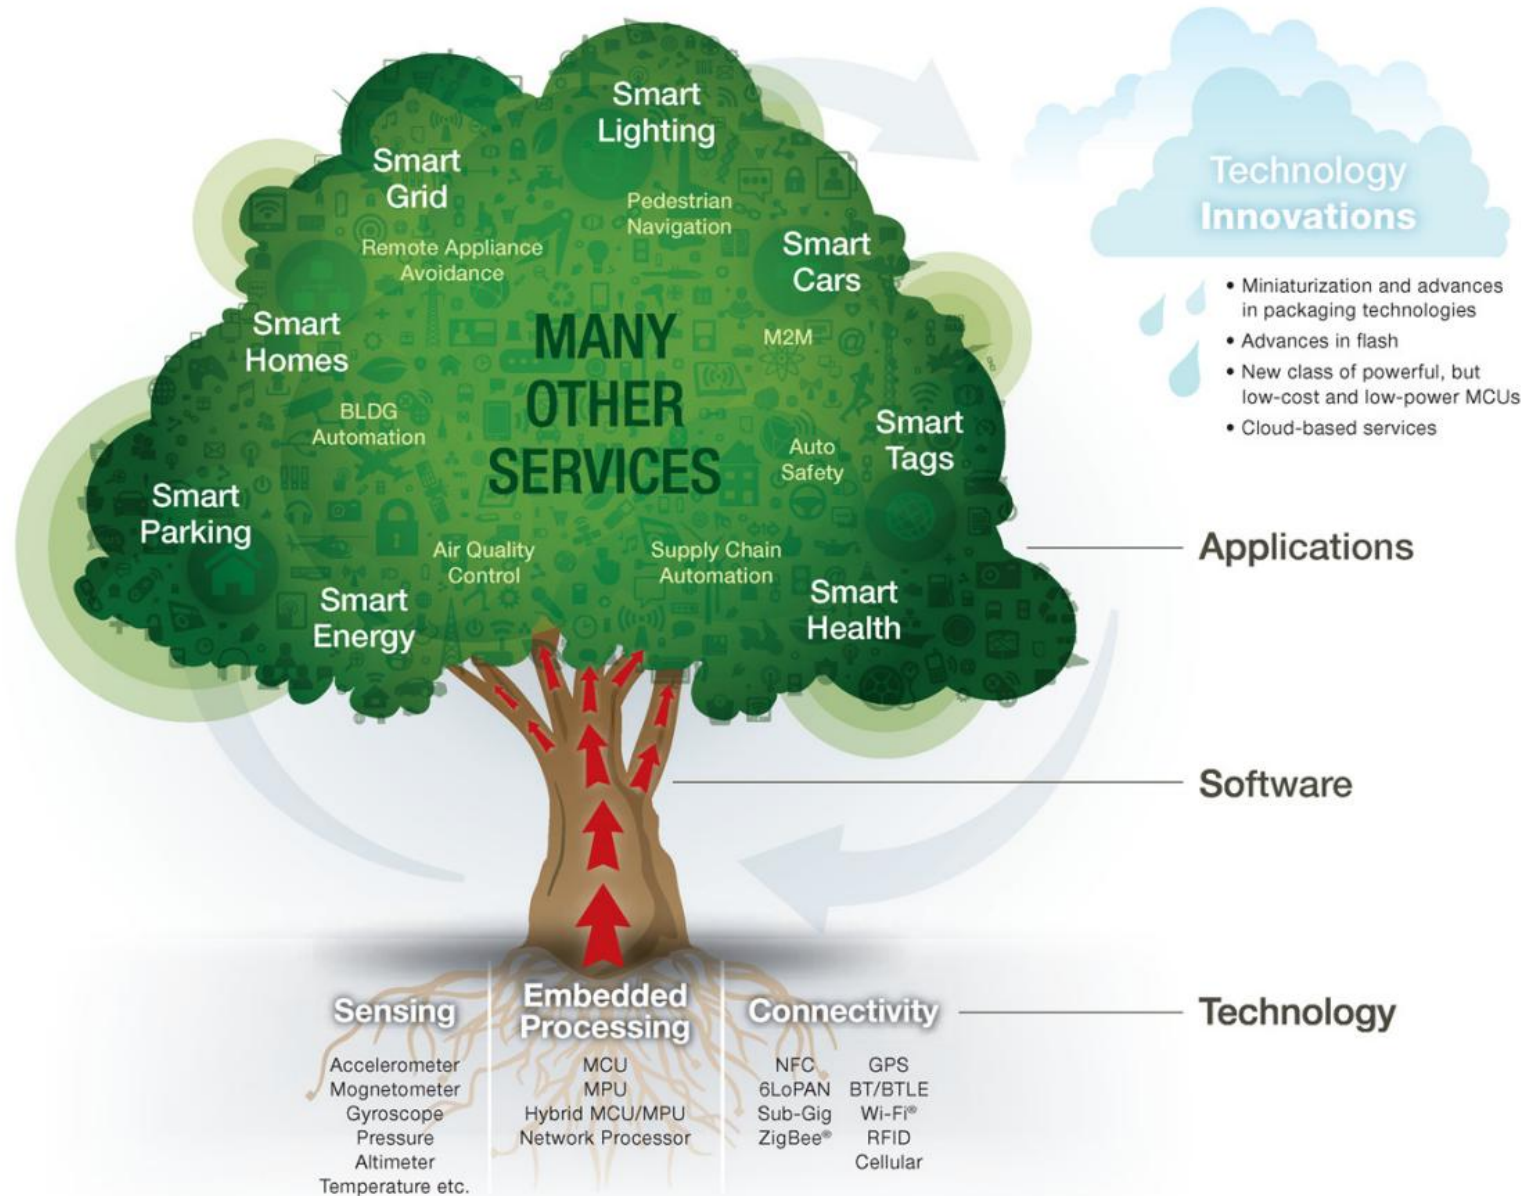 Smart
Lighting
Smart
Grid
Pedestrian
Navigation
Remote Appliance
Avoidance
Smart
Cars
Smart
Homes
MANY
OTHER
SERVICES
M2M
BLDG
Automation
Auto
Safety
Smart
Tags
Smart
Parking
Air Quality
Control
Supply Chain
Automation
Smart
Energy
Smart
Health
Technology
Innovations
• Miniaturization and advances
in packaging technologies
• Advances in flash
• New class of powerful, but
low-cost and low-power MCUs
• Cloud-based services
Applications
Software
Technology
Sensing
Accelerometer
Mognetometer
Gyroscope
Pressure
Altimeter
Temperature etc.
Embedded
Processing
MCU
MPU
Hybrid MCU/MPU
Network Processor
Connectivity
NFC GPS
6LoPAN BT/BTLE
Sub-Gig Wi-Fi®
ZigBee® RFID
Cellular